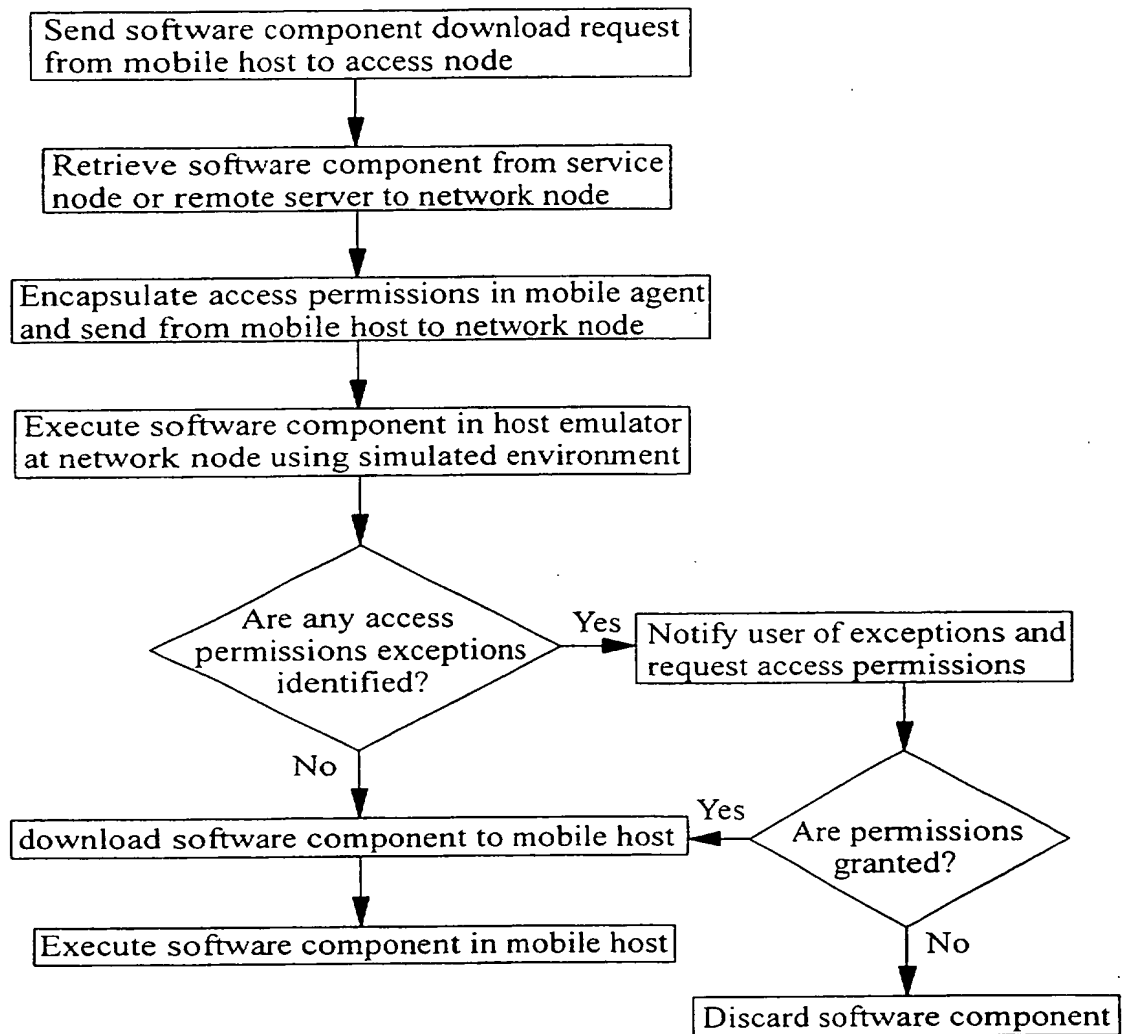 Send software component download request
from mobile host to access node
Retrieve software component from service
node or remote server to network node
Encapsulate access permissions in mobile agent
and send from mobile host to network node
Execute software component in host emulator
at network node using simulated environment
Are any access
permissions exceptions
identified?
Yes
Notify user of exceptions and
request access permissions
No
Yes
download software component to mobile host
Are permissions
granted?
Execute software component in mobile host
No
Discard software component